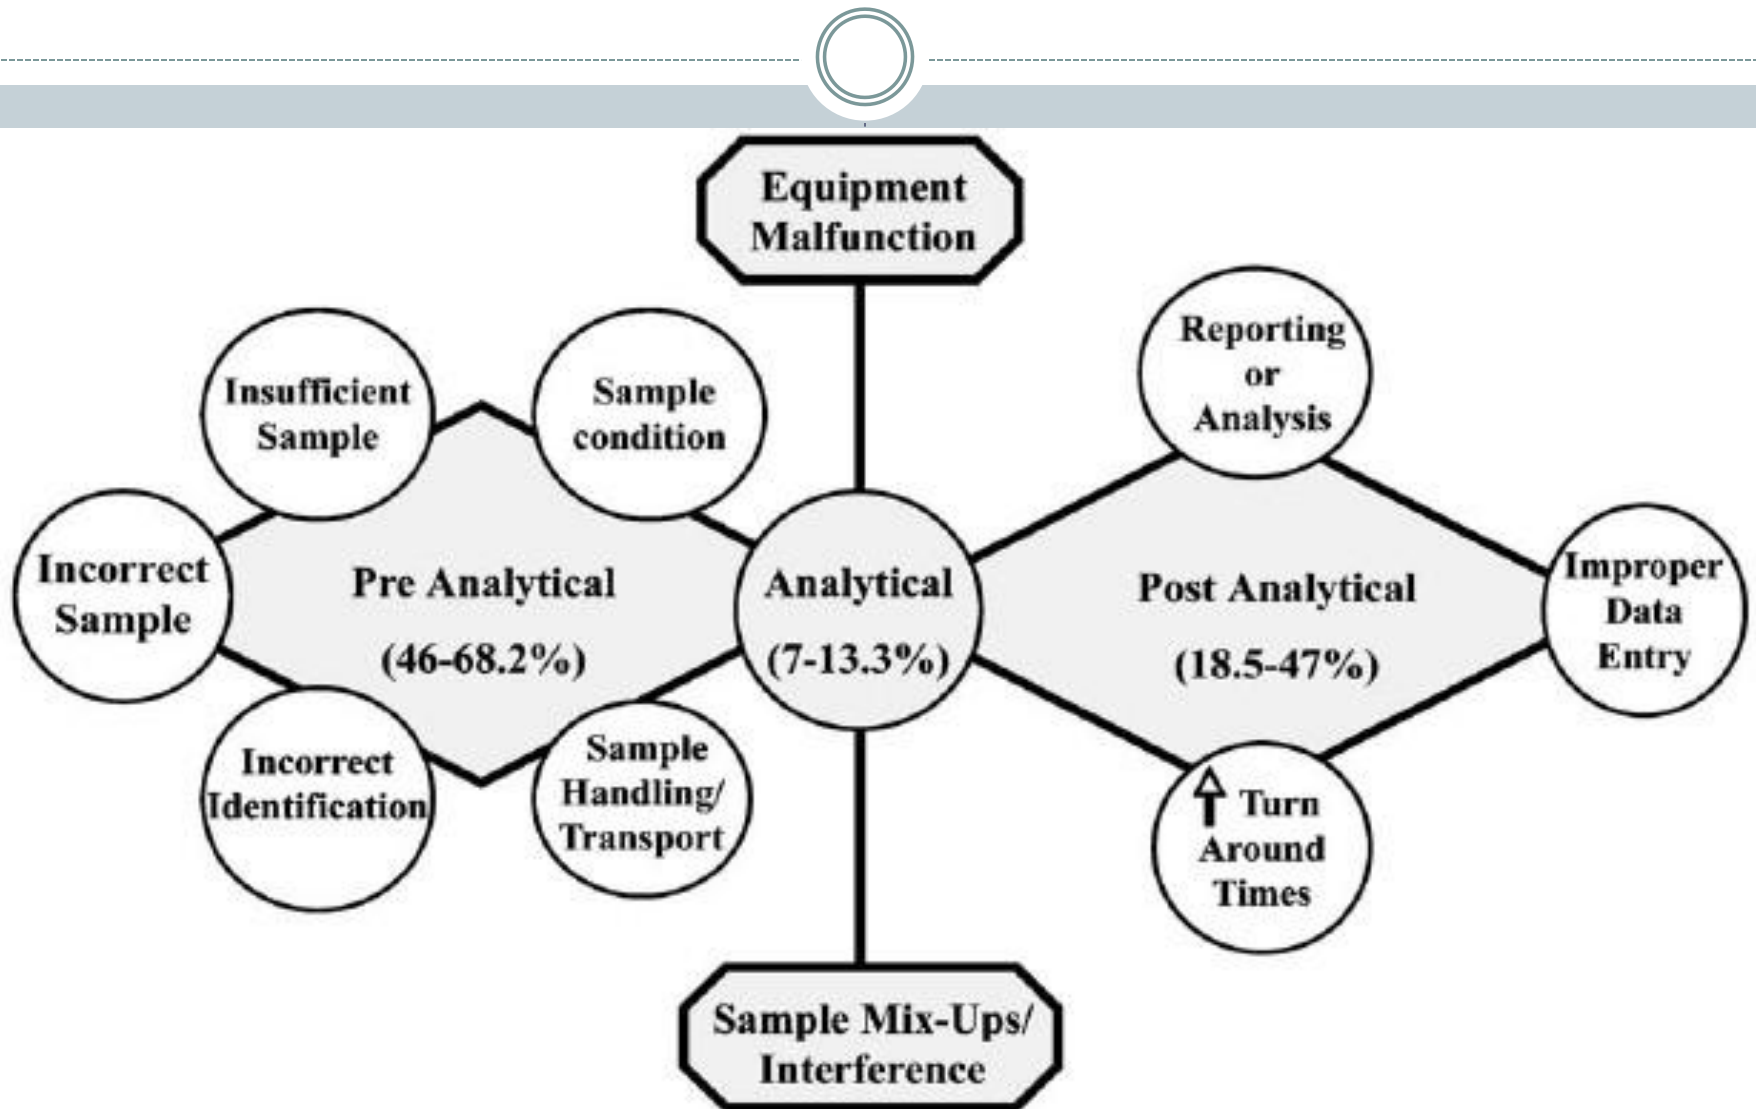 Equipment
Malfunction
Insufficient
Sample
Sample
condition
Reporting
or
Analysis
Incorrect
Sample
Pre Analytical
(46-68.2%)
Analytical
(7-13.3%)
Post Analytical
(18.5-47%)
Improper
Data
Entry
Incorrect
Identification
Sample
Handling/
Transport
Turn
Around
Times
Sample Mix-Ups/
Interference